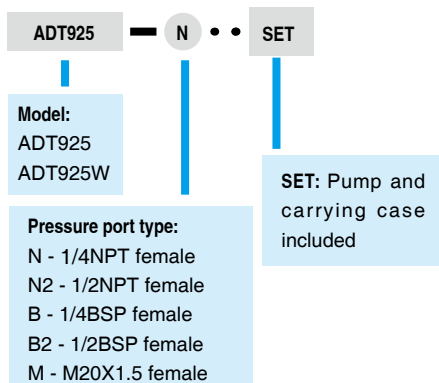 ADT925 — N • • SET
Model:
ADT925
ADT925W
SET: Pump and
carrying case
included
Pressure port type:
N - 1/4NPT female
N2 - 1/2NPT female
B - 1/4BSP female
B2 - 1/2BSP female
M - M20X1.5 female